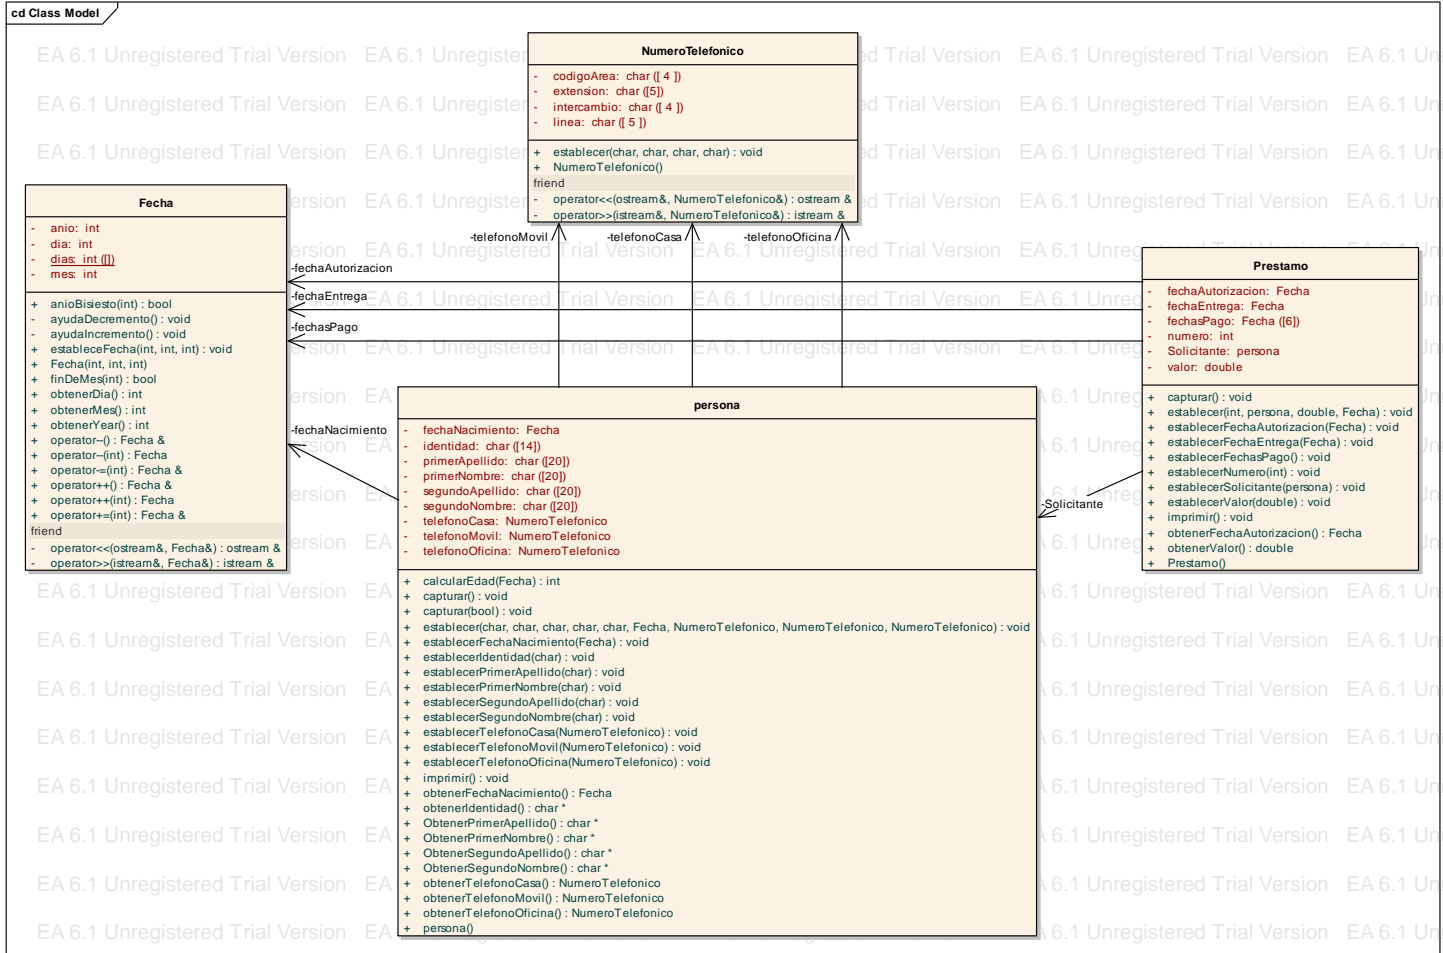 cd Class Model
EA 6.1 Unregistered Trial Version
NumeroTelefonico
- codigoArea: char ([ 4 ])
- extension: char ([5])
- intercambio: char ([ 4 ])
- linea: char ([ 5 ])
+ establecer(char, char, char, char) : void
+ NumeroTelefonico()
friend
- operator<<(ostream&, NumeroTelefonico&) : ostream &
- operator>>(istream&, NumeroTelefonico&) : istream &
Fecha
- anio: int
- dia: int
- dias: int ([])
- mes: int
+ anioBisiesto(int) : bool
- ayudaDecremento() : void
- ayudaIncremento() : void
+ estableceFecha(int, int, int) : void
+ Fecha(int, int, int)
+ finDeMes(int) : bool
+ obtenerDia() : int
+ obtenerMes() : int
+ obtenerYear() : int
+ operator--() : Fecha &
+ operator--(int) : Fecha
+ operator-=(int) : Fecha &
+ operator++() : Fecha &
+ operator++(int) : Fecha
+ operator+=(int) : Fecha &
friend
- operator<<(ostream&, Fecha&) : ostream &
- operator>>(istream&, Fecha&) : istream &
-telefonoMovil
-telefonoCasa
-telefonoOficina
-fechaAutorizacion
-fechaEntrega
-fechasPago
-fechaNacimiento
-Solicitante
Prestamo
- fechaAutorizacion: Fecha
- fechaEntrega: Fecha
- fechasPago: Fecha ([6])
- numero: int
- Solicitante: persona
- valor: double
+ capturar() : void
+ establecer(int, persona, double, Fecha) : void
+ establecerFechaAutorizacion(Fecha) : void
+ establecerFechaEntrega(Fecha) : void
+ establecerFechasPago() : void
+ establecerNumero(int) : void
+ establecerSolicitante(persona) : void
+ establecerValor(double) : void
+ imprimir() : void
+ obtenerFechaAutorizacion() : Fecha
+ obtenerValor() : double
+ Prestamo()
persona
- fechaNacimiento: Fecha
- identidad: char ([14])
- primerApellido: char ([20])
- primerNombre: char ([20])
- segundoApellido: char ([20])
- segundoNombre: char ([20])
- telefonoCasa: NumeroTelefonico
- telefonoMovil: NumeroTelefonico
- telefonoOficina: NumeroTelefonico
+ calcularEdad(Fecha) : int
+ capturar() : void
+ capturar(bool) : void
+ establecer(char, char, char, char, char, Fecha, NumeroTelefonico, NumeroTelefonico, NumeroTelefonico) : void
+ establecerFechaNacimiento(Fecha) : void
+ establecerIdentidad(char) : void
+ establecerPrimerApellido(char) : void
+ establecerPrimerNombre(char) : void
+ establecerSegundoApellido(char) : void
+ establecerSegundoNombre(char) : void
+ establecerTelefonoCasa(NumeroTelefonico) : void
+ establecerTelefonoMovil(NumeroTelefonico) : void
+ establecerTelefonoOficina(NumeroTelefonico) : void
+ imprimir() : void
+ obtenerFechaNacimiento() : Fecha
+ obtenerIdentidad() : char *
+ ObtenerPrimerApellido() : char *
+ ObtenerPrimerNombre() : char *
+ ObtenerSegundoApellido() : char *
+ ObtenerSegundoNombre() : char *
+ obtenerTelefonoCasa() : NumeroTelefonico
+ obtenerTelefonoMovil() : NumeroTelefonico
+ obtenerTelefonoOficina() : NumeroTelefonico
+ persona()